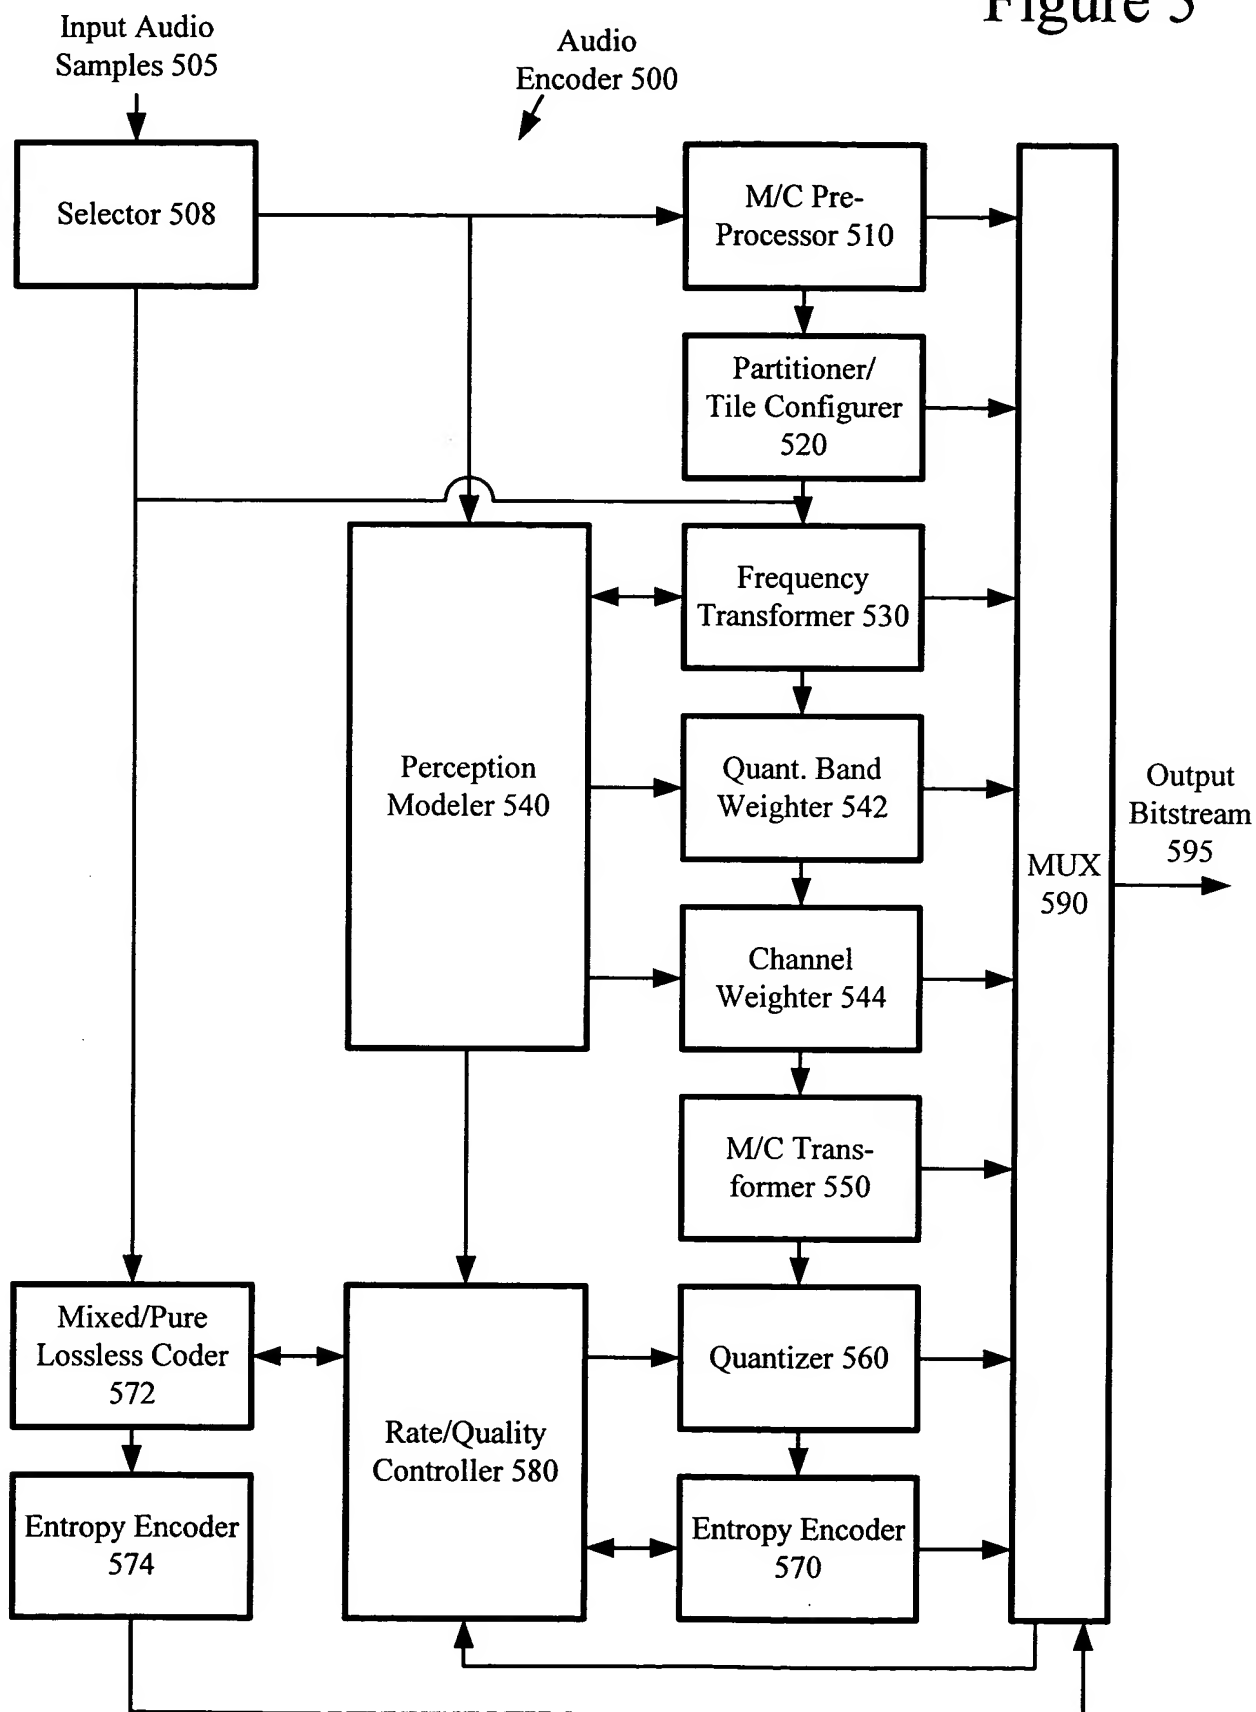 Figure 5
Input Audio
Samples 505
Audio
Encoder 500
Selector 508
M/C Pre-
Processor 510
Partitioner/
Tile Configurer
520
Frequency
Transformer 530
Perception
Modeler 540
Quant. Band
Weighter 542
Output
Bitstream
595
MUX
590
Channel
Weighter 544
M/C Trans-
former 550
Mixed/Pure
Lossless Coder
572
Quantizer 560
Rate/Quality
Controller 580
Entropy Encoder
574
Entropy Encoder
570